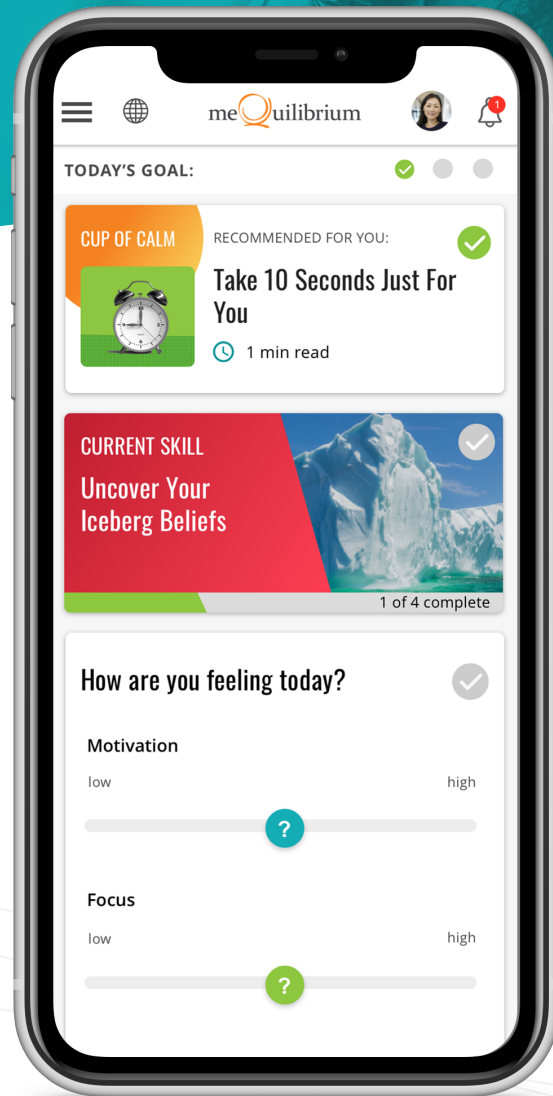 meQuilibrium
1
TODAY'S GOAL:
CUP OF CALM
RECOMMENDED FOR YOU:
Take 10 Seconds Just For
You
1 min read
CURRENT SKILL
Uncover Your
Iceberg Beliefs
1 of 4 complete
How are you feeling today?
Motivation
low high
?
Focus
low high
?